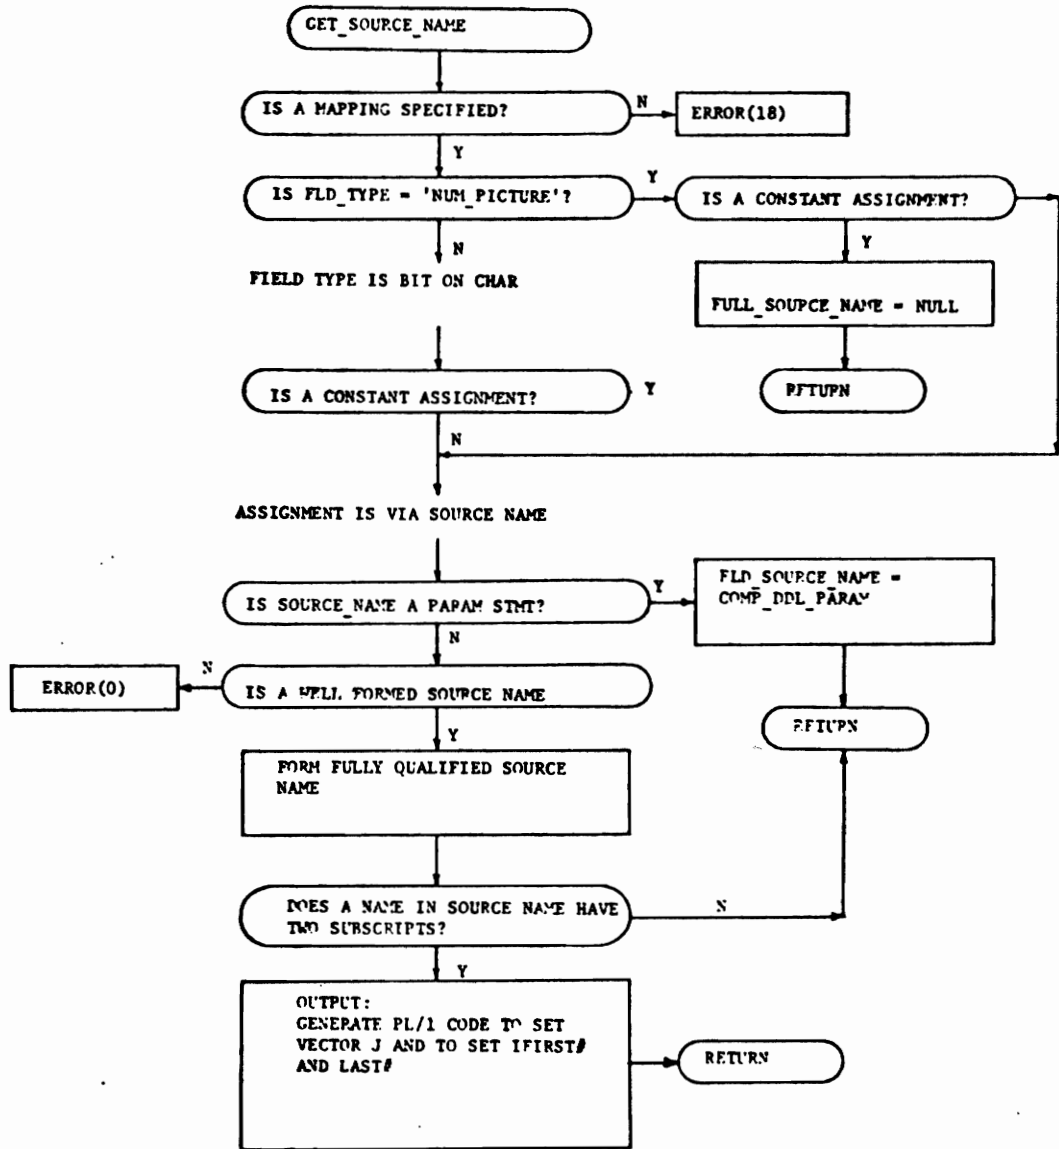 GET_SOURCE_NAME
IS A MAPPING SPECIFIED?
N
ERROR(18)
Y
IS FLD_TYPE = 'NUM_PICTURE'?
Y
IS A CONSTANT ASSIGNMENT?
N
Y
FIELD TYPE IS BIT ON CHAR
FULL_SOURCE_NAME = NULL
IS A CONSTANT ASSIGNMENT?
Y
RETURN
N
ASSIGNMENT IS VIA SOURCE NAME
IS SOURCE_NAME A PARAM STMT?
Y
FLD_SOURCE_NAME =
COMP_DDL_PARAM
N
N
ERROR(0)
IS A WELL FORMED SOURCE NAME
RETURN
Y
FORM FULLY QUALIFIED SOURCE
NAME
DOES A NAME IN SOURCE NAME HAVE
TWO SUBSCRIPTS?
N
Y
OUTPUT:
GENERATE PL/1 CODE TO SET
VECTOR J AND TO SET IFIRST#
AND LAST#
RETURN